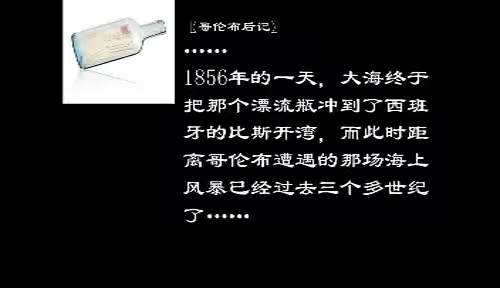 〖哥伦布后记〗
••••••
1856年的一天，大海终于
把那个漂流瓶冲到了西班
牙的比斯开湾，而此时距
离哥伦布遭遇的那场海上
风暴已经过去三个多世纪
了••••••